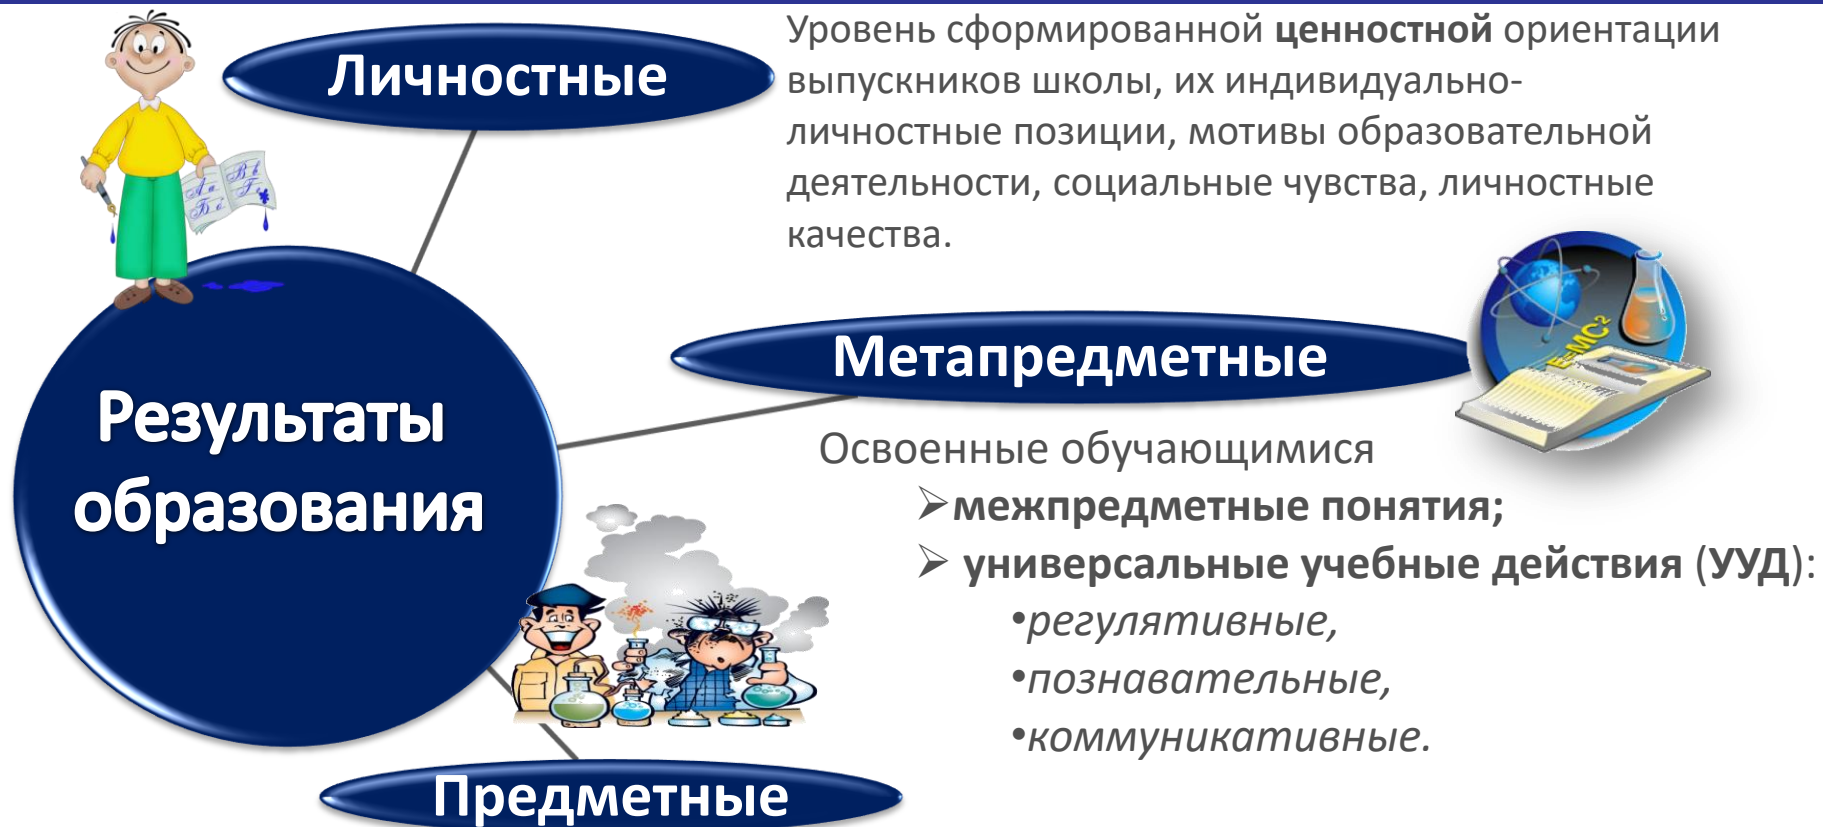 Личностные
Уровень сформированной ценностной ориентации
выпускников школы, их индивидуально-
личностные позиции, мотивы образовательной
деятельности, социальные чувства, личностные
качества.
Результаты
образования
Метапредметные
E=MC²
Освоенные обучающимися
➢межпредметные понятия;
➢ универсальные учебные действия (УУД):
•регулятивные,
•познавательные,
•коммуникативные.
Предметные